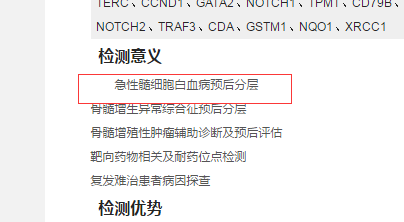 TERC、CCND1、GATA2、NOTCH1、TPMT、CD79B、
NOTCH2、TRAF3、CDA、GSTM1、NQO1、XRCC1
检测意义
急性髓细胞白血病预后分层
骨髓增生异常综合征预后分层
骨髓增殖性肿瘤辅助诊断及预后评估
靶向药物相关及耐药位点检测
复发难治患者病因探查
检测优势